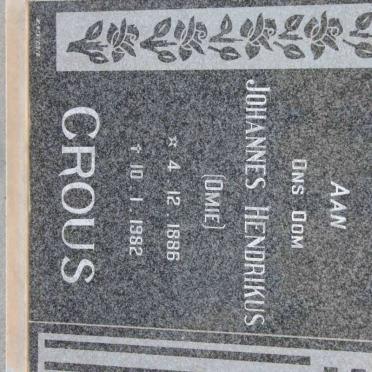 AAN
ONS OOM
JOHANNES HENDRIKUS
(OMIE)
☆ 4 . 12 . 1886
✝ 10 . 1 . 1982
CROUS